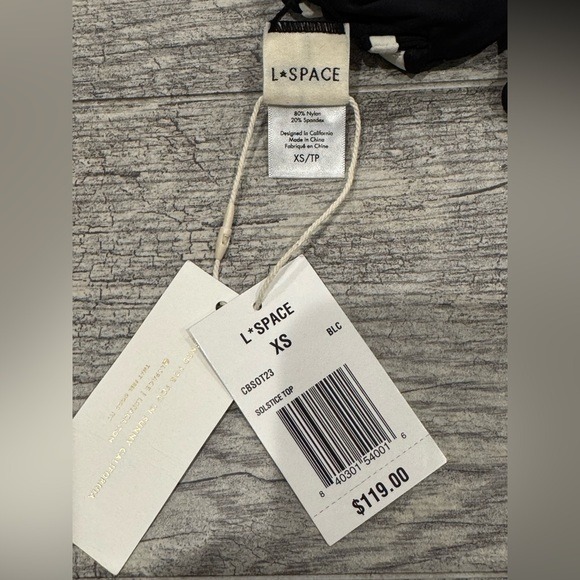 L*SPACE
80% Nylon
20% Spandex
Designed in California
Made in China
Fabriqué en Chine
XS/TP
L*SPACE
XS
BLC
CBSOT23
SOLSTICE TOP
8 40301 54001 6
$119.00